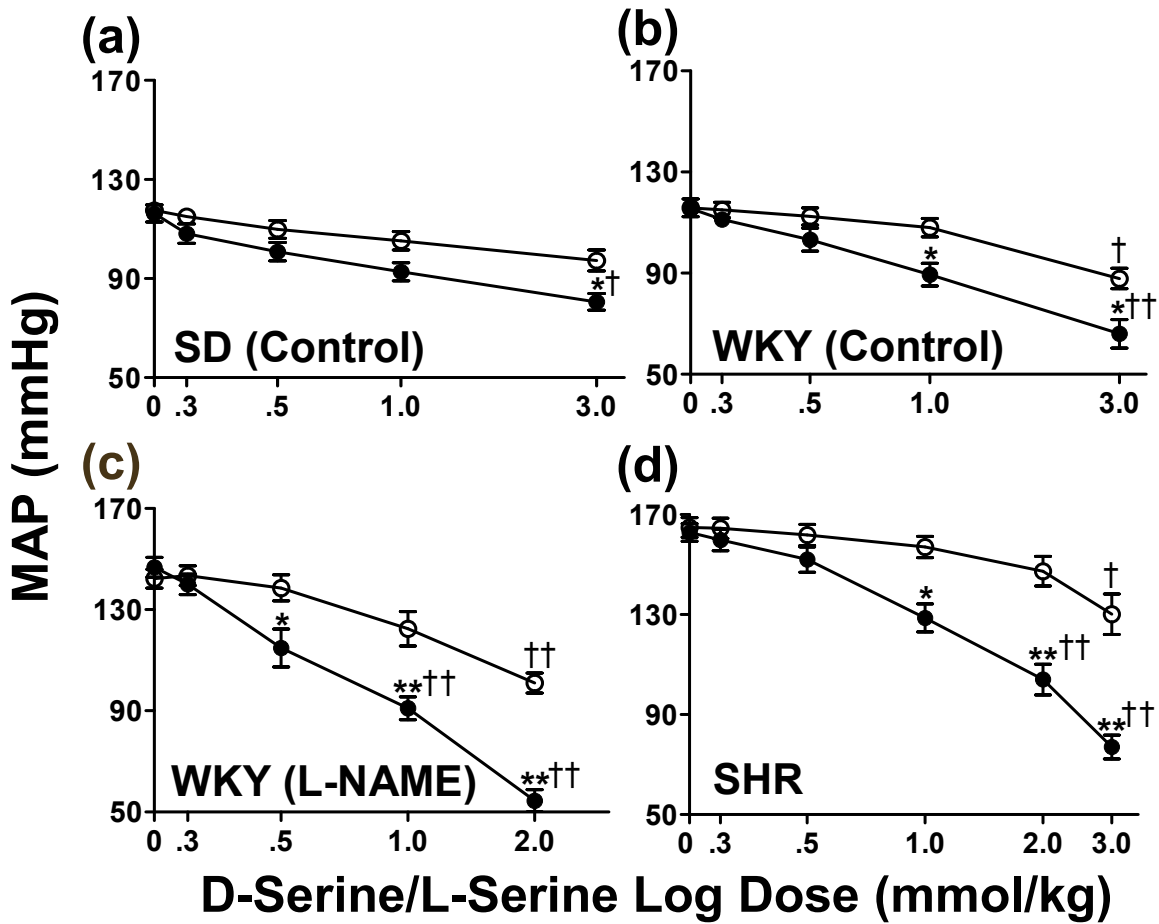 (a)
170
130
90
50
*†
SD (Control)
0 .3 .5 1.0 3.0
(b)
170
130
90
50
*
†
*††
WKY (Control)
0 .3 .5 1.0 3.0
MAP (mmHg)
(c)
170
130
90
50
*
**††
††
**††
WKY (L-NAME)
0 .3 .5 1.0 2.0
(d)
170
130
90
50
*
†
**††
**††
SHR
0 .3 .5 1.0 2.0 3.0
D-Serine/L-Serine Log Dose (mmol/kg)